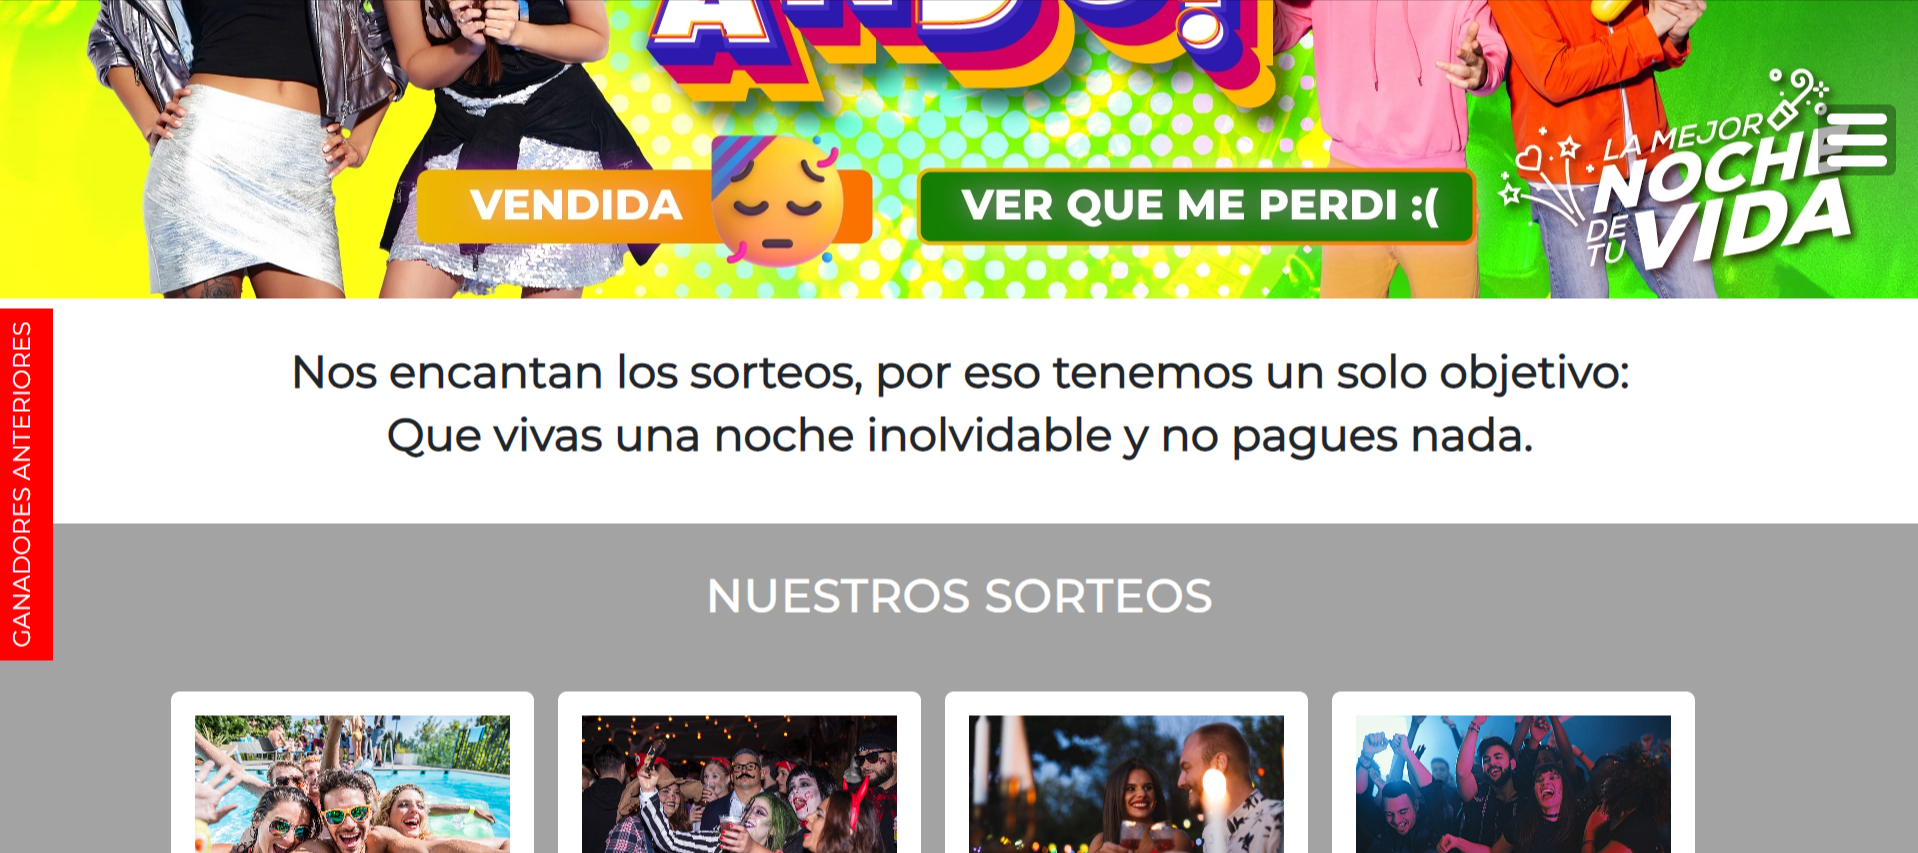 VENDIDA
VER QUE ME PERDI :(
LA MEJOR
NOCHE
DE TU
VIDA
GANADORES ANTERIORES
Nos encantan los sorteos, por eso tenemos un solo objetivo:
Que vivas una noche inolvidable y no pagues nada.
NUESTROS SORTEOS